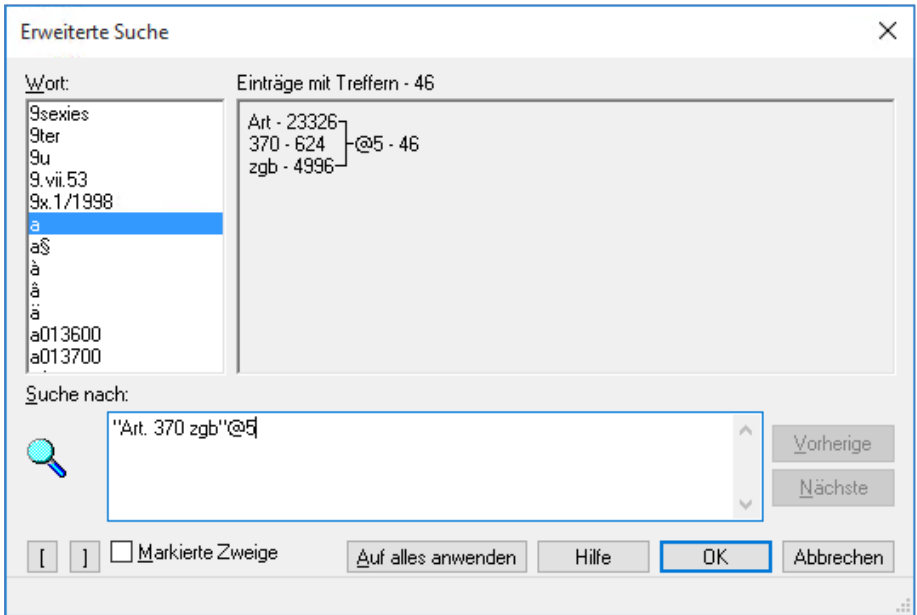 Erweiterte Suche
Wort:
Einträge mit Treffern - 46
9sexies
9ter
9u
9.vii.53
9x.1/1998
a
a§
à
â
ä
a013600
a013700
Art - 23326
370 - 624
@5 - 46
zgb - 4996
Suche nach:
"Art. 370 zgb"@5
Vorherige
Nächste
[
]
Markierte Zweige
Auf alles anwenden
Hilfe
OK
Abbrechen